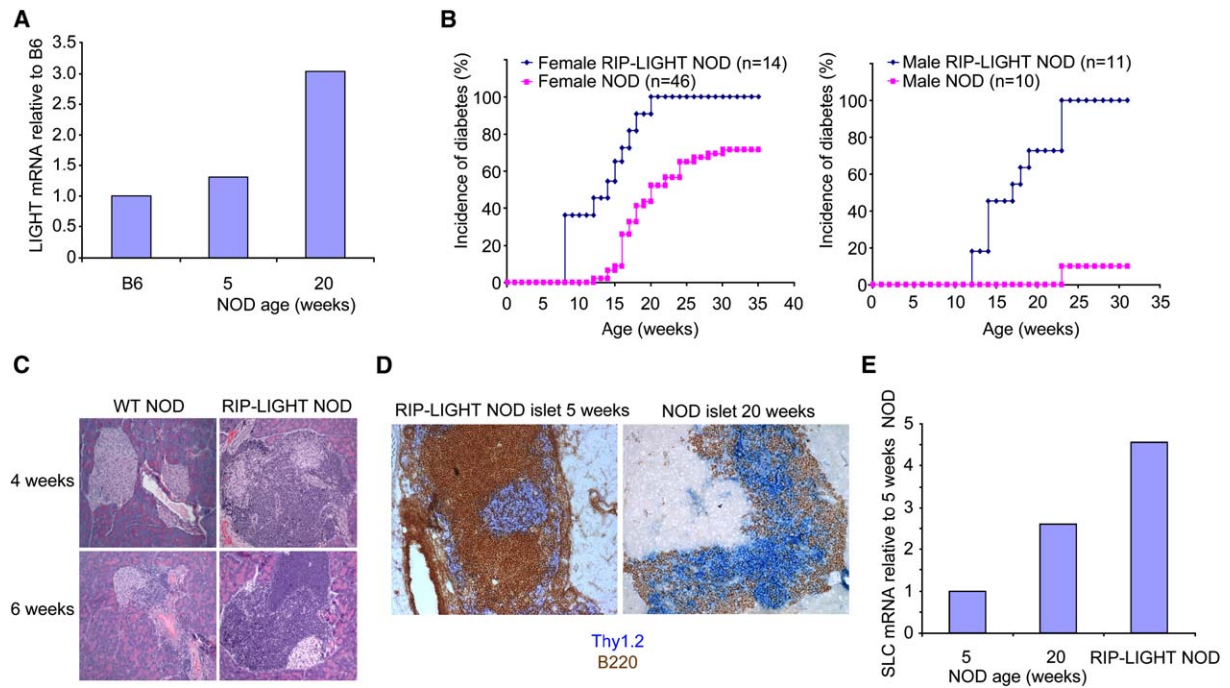 A
LIGHT mRNA relative to B6
3.5
3.0
2.5
2.0
1.5
1.0
0.5
0
B6
5
20
NOD age (weeks)
B
Female RIP-LIGHT NOD (n=14)
Female NOD (n=46)
Incidence of diabetes (%)
100
80
60
40
20
0
0 5 10 15 20 25 30 35 40
Age (weeks)
Male RIP-LIGHT NOD (n=11)
Male NOD (n=10)
Incidence of diabetes (%)
100
80
60
40
20
0
0 5 10 15 20 25 30 35
Age (weeks)
C
WT NOD
RIP-LIGHT NOD
4 weeks
6 weeks
D
RIP-LIGHT NOD islet 5 weeks
NOD islet 20 weeks
Thy1.2
B220
E
SLC mRNA relative to 5 weeks NOD
5
4
3
2
1
0
5
20
RIP-LIGHT NOD
NOD age (weeks)